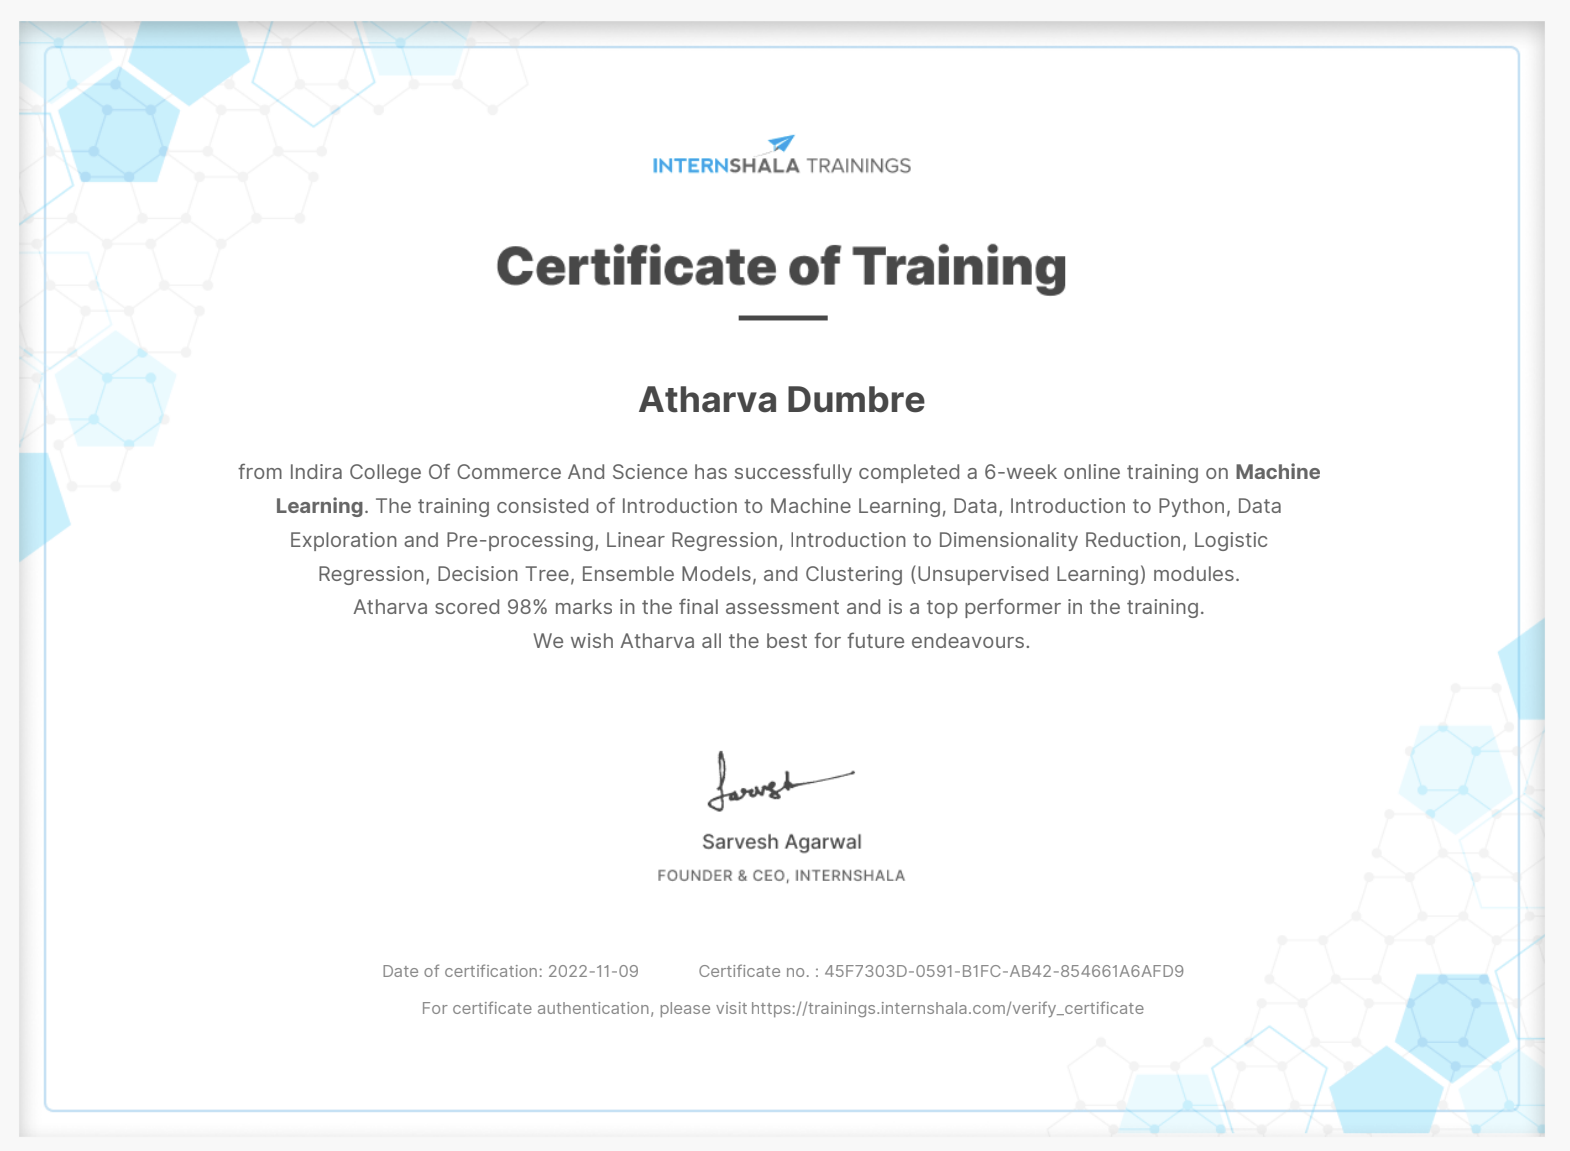 INTERNSHALA TRAININGS
Certificate of Training
Atharva Dumbre
from Indira College Of Commerce And Science has successfully completed a 6-week online training on Machine
Learning. The training consisted of Introduction to Machine Learning, Data, Introduction to Python, Data
Exploration and Pre-processing, Linear Regression, Introduction to Dimensionality Reduction, Logistic
Regression, Decision Tree, Ensemble Models, and Clustering (Unsupervised Learning) modules.
Atharva scored 98% marks in the final assessment and is a top performer in the training.
We wish Atharva all the best for future endeavours.
Sarvesh
Sarvesh Agarwal
FOUNDER & CEO, INTERNSHALA
Date of certification: 2022-11-09 Certificate no. : 45F7303D-0591-B1FC-AB42-854661A6AFD9
For certificate authentication, please visit https://trainings.internshala.com/verify_certificate